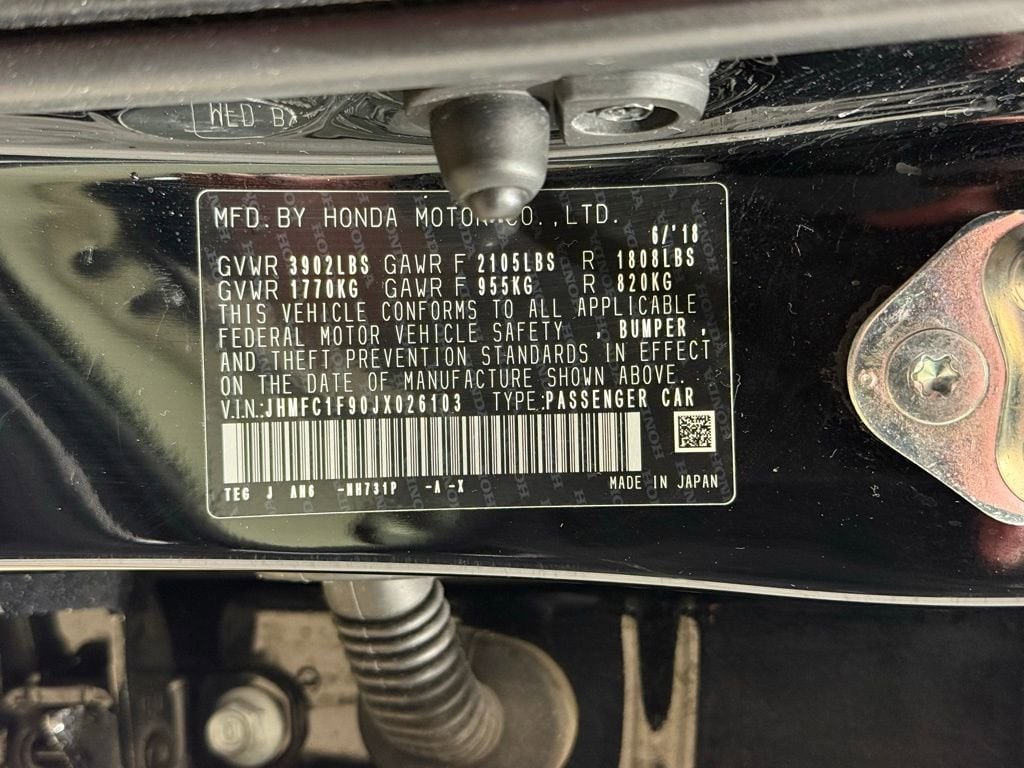 WED BY
MFD. BY HONDA MOTOR CO., LTD.
6/'18
GVWR 3902LBS GAWR F 2105LBS R 1808LBS
GVWR 1770KG GAWR F 955KG R 820KG
THIS VEHICLE CONFORMS TO ALL APPLICABLE
FEDERAL MOTOR VEHICLE SAFETY , BUMPER ,
AND THEFT PREVENTION STANDARDS IN EFFECT
ON THE DATE OF MANUFACTURE SHOWN ABOVE.
V.I.N.:JHMFC1F90JX026103 TYPE:PASSENGER CAR
TEG J AN6 -NH731P -A -X MADE IN JAPAN